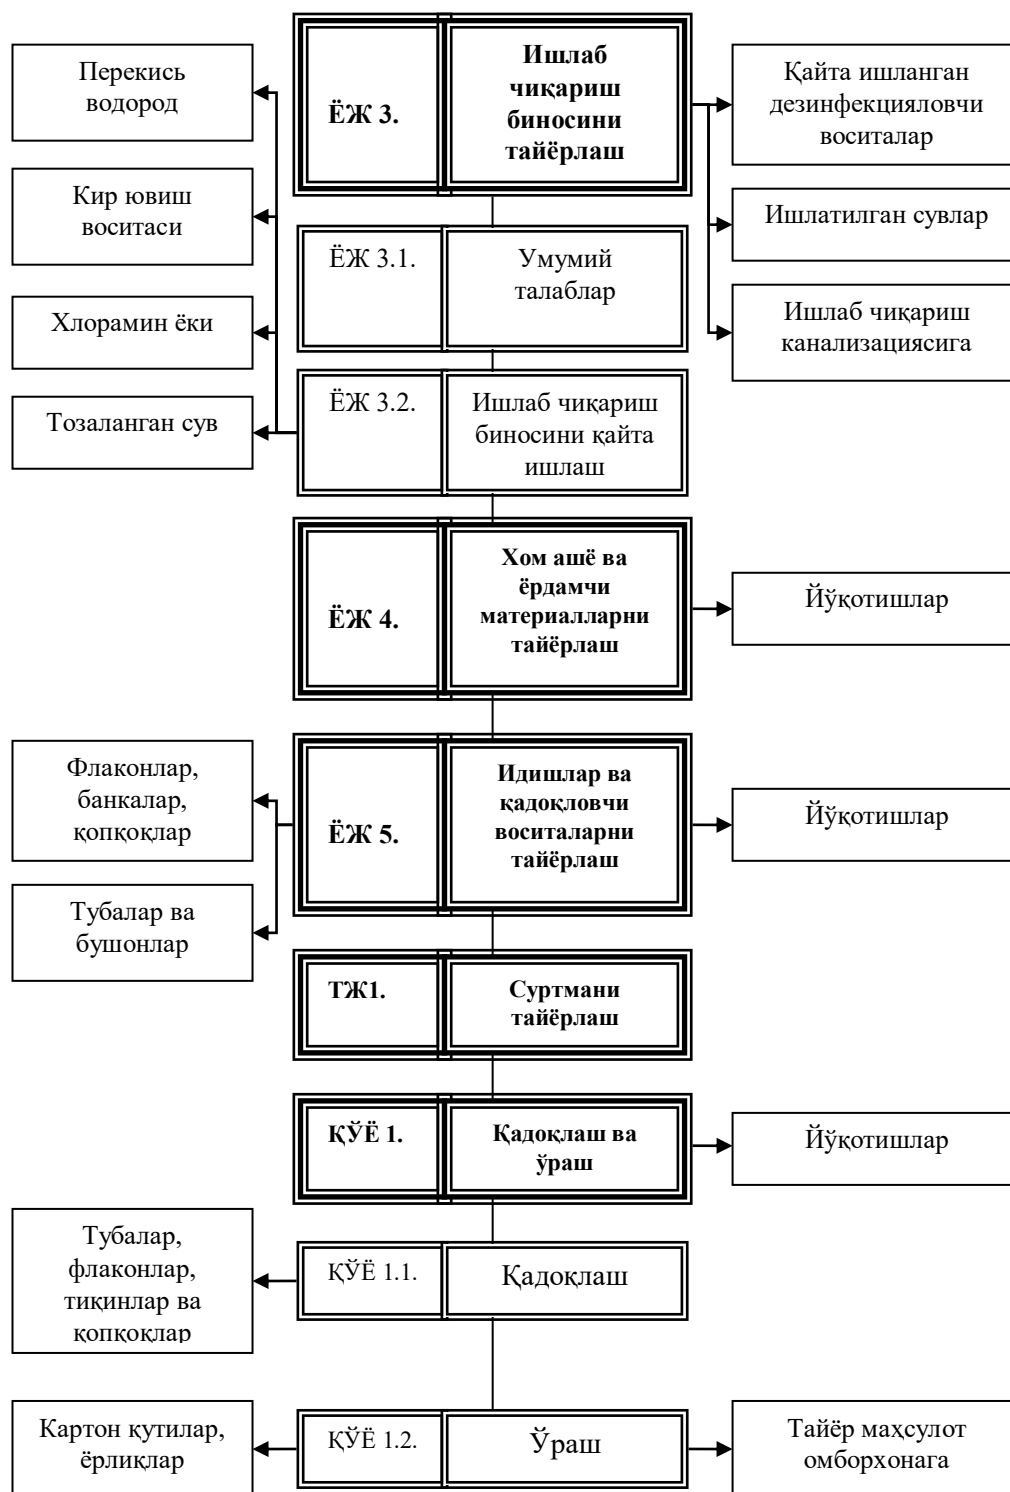 Перекись
водород
ЁЖ 3.
Ишлаб
чиқариш
биносини
тайёрлаш
Қайта ишланган
дезинфекцияловчи
воситалар
Кир ювиш
воситаси
Ишлатилган сувлар
ЁЖ 3.1.
Умумий
талаблар
Хлорамин ёки
Ишлаб чиқариш
канализациясига
Тозаланган сув
ЁЖ 3.2.
Ишлаб чиқариш
биносини қайта
ишлаш
ЁЖ 4.
Хом ашё ва
ёрдамчи
материалларни
тайёрлаш
Йўқотишлар
Флаконлар,
банкалар,
қопқоқлар
ЁЖ 5.
Идишлар ва
қадоқловчи
воситаларни
тайёрлаш
Йўқотишлар
Тубалар ва
бушонлар
ТЖ1.
Суртмани
тайёрлаш
ҚЎЁ 1.
Қадоқлаш ва
ўраш
Йўқотишлар
Тубалар,
флаконлар,
тиқинлар ва
қопқоқлар
ҚЎЁ 1.1.
Қадоқлаш
Картон қутилар,
ёрлиқлар
ҚЎЁ 1.2.
Ўраш
Тайёр маҳсулот
омборхонага